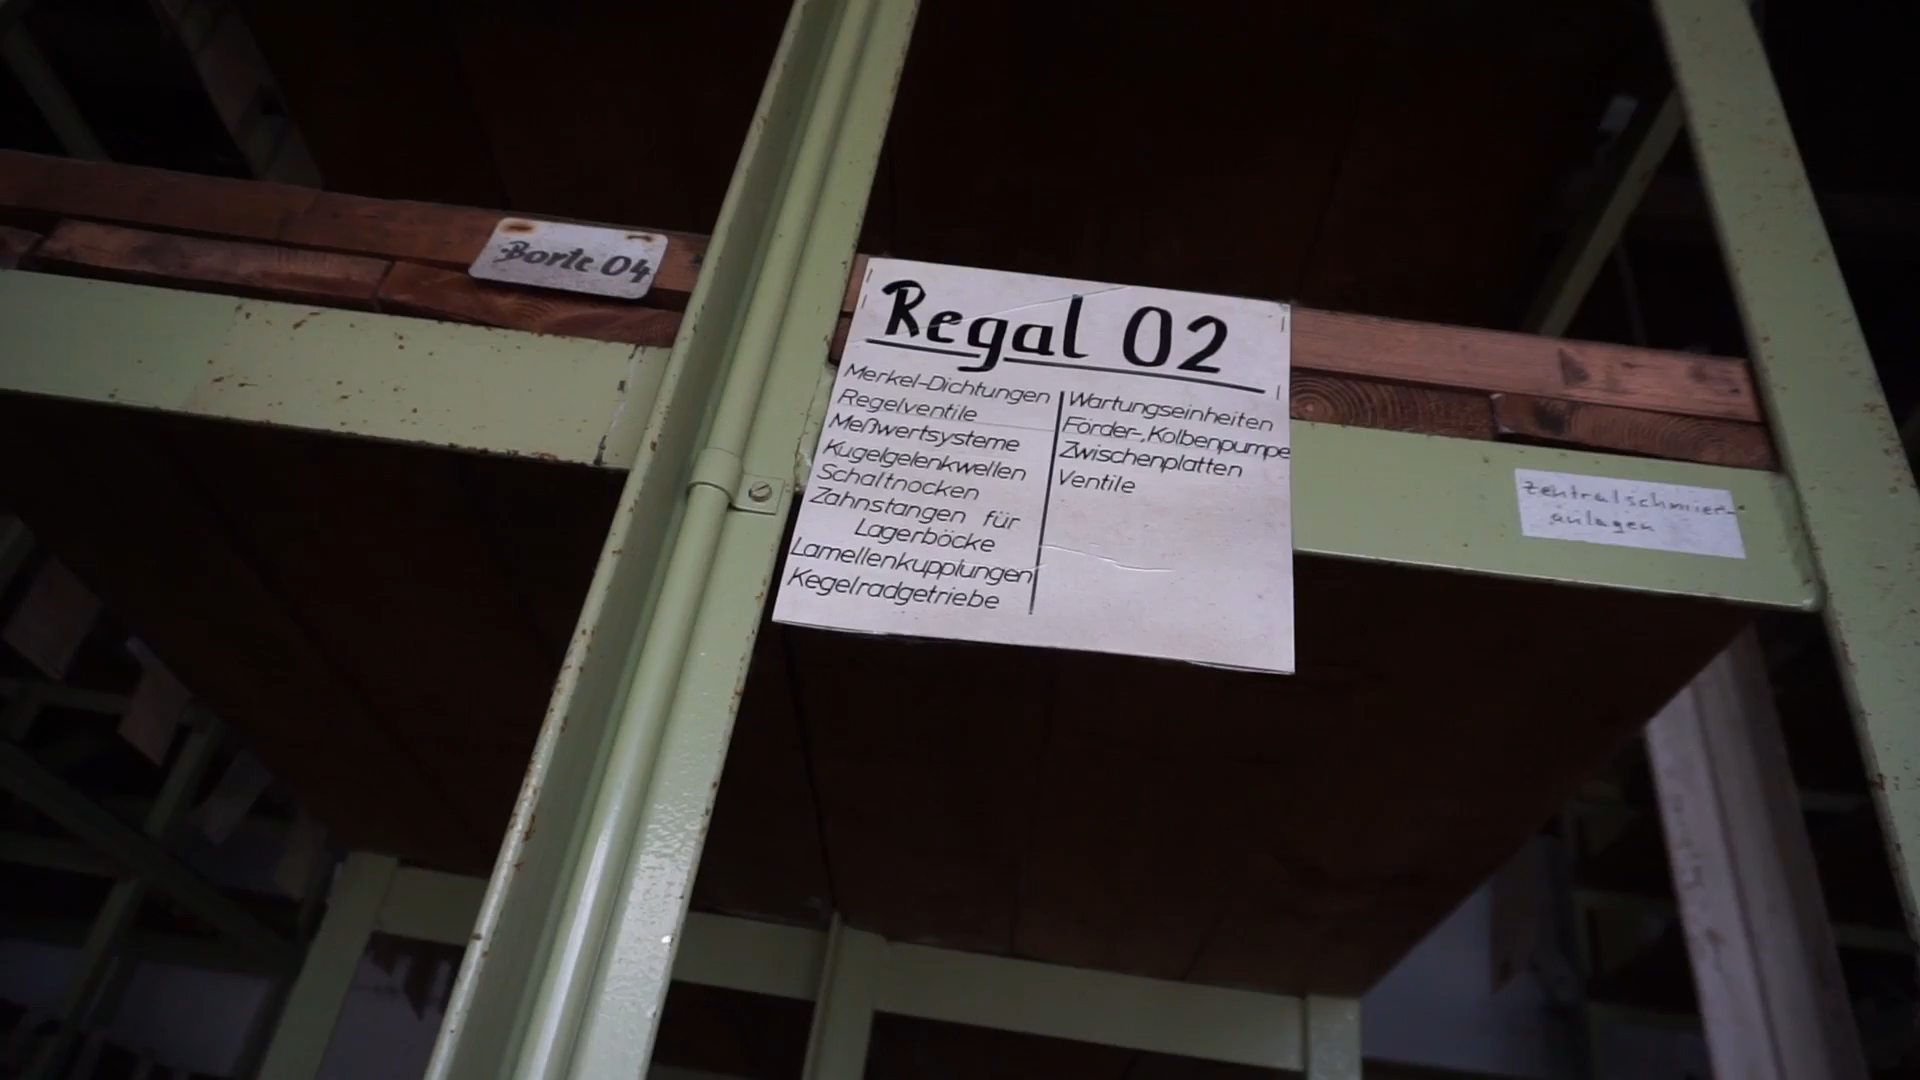 Borte 04
Regal 02
Merkel-Dichtungen
Regelventile
Meßwertsysteme
Kugelgelenkwellen
Schaltnocken
Zahnstangen für
Lagerböcke
Lamellenkupplungen
Kegelradgetriebe
Wartungseinheiten
Förder-,Kolbenpumpe
Zwischenplatten
Ventile
Zentralschmier-
anlagen